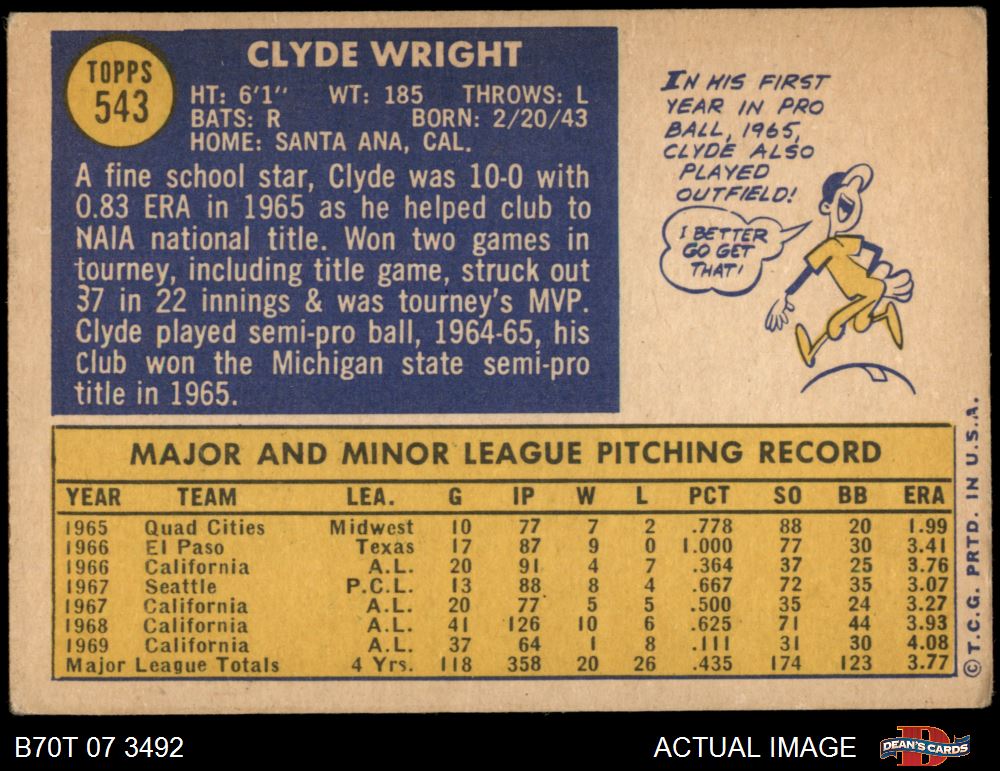 TOPPS
543
CLYDE WRIGHT
HT: 6'1" WT: 185 THROWS: L
BATS: R BORN: 2/20/43
HOME: SANTA ANA, CAL.
A fine school star, Clyde was 10-0 with
0.83 ERA in 1965 as he helped club to
NAIA national title. Won two games in
tourney, including title game, struck out
37 in 22 innings & was tourney's MVP.
Clyde played semi-pro ball, 1964-65, his
club won the Michigan state semi-pro
title in 1965.
IN HIS FIRST
YEAR IN PRO
BALL, 1965,
CLYDE ALSO
PLAYED
OUTFIELD!
I BETTER
GO GET
THAT!
MAJOR AND MINOR LEAGUE PITCHING RECORD
YEAR TEAM LEA. G IP W L PCT SO BB ERA
1965 Quad Cities Midwest 10 77 7 2 .778 88 20 1.99
1966 El Paso Texas 17 87 9 0 1.000 77 30 3.41
1966 California A.L. 20 91 4 7 .364 37 25 3.76
1967 Seattle P.C.L. 13 88 8 4 .667 72 35 3.07
1967 California A.L. 20 77 5 5 .500 35 24 3.27
1968 California A.L. 41 126 10 6 .625 71 44 3.93
1969 California A.L. 37 64 1 8 .111 31 30 4.08
Major League Totals 4 Yrs. 118 358 20 26 .435 174 123 3.77
© T.C.G. PRTD. IN U.S.A.
B70T 07 3492
ACTUAL IMAGE
DEAN'S CARDS